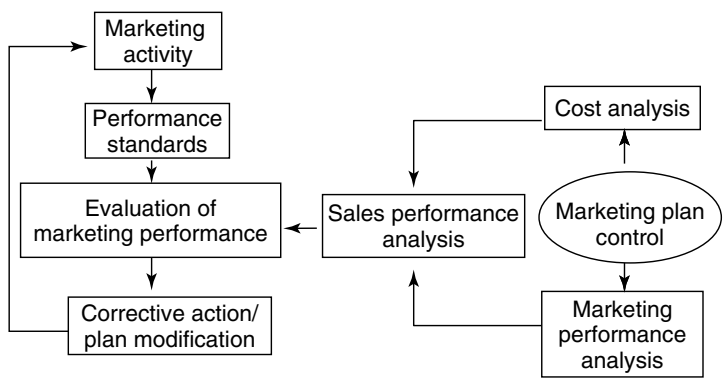 Marketing
activity
Performance
standards
Evaluation of
marketing performance
Corrective action/
plan modification
Sales performance
analysis
Cost analysis
Marketing plan
control
Marketing
performance
analysis